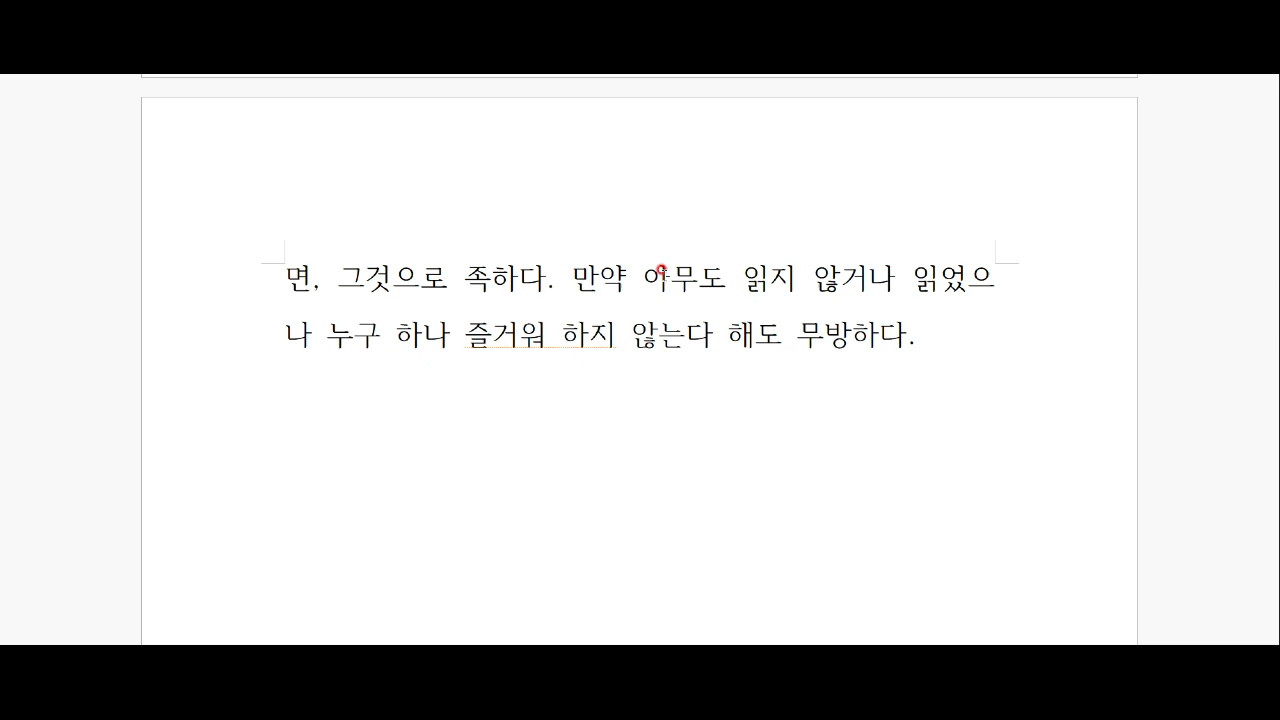 면, 그것으로 족하다. 만약 아무도 읽지 않거나 읽었으
나 누구 하나 즐거워 하지 않는다 해도 무방하다.